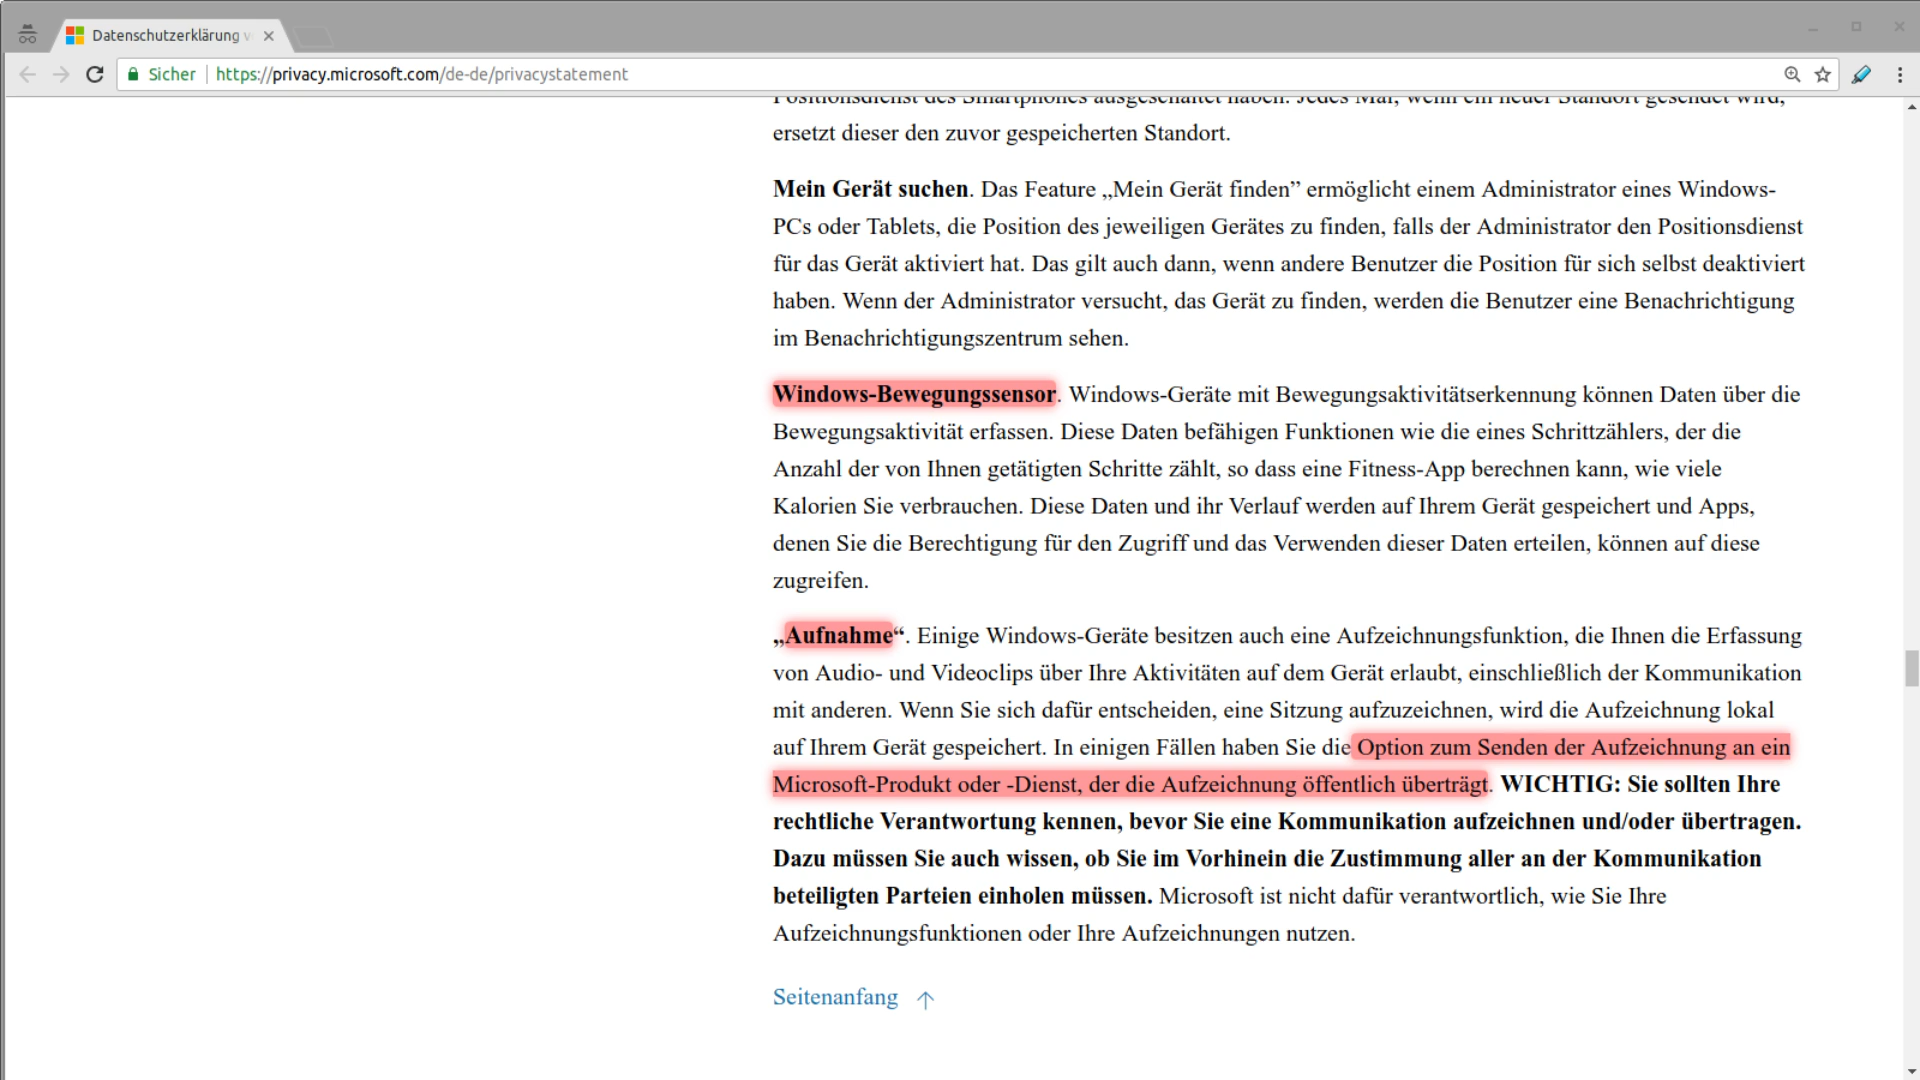 Datenschutzerklärung v
Sicher
https://privacy.microsoft.com/de-de/privacystatement
Positionsdienst des Smartphones ausgeschaltet haben. Jedes Mal, wenn ein neuer Standort gesendet wird,
ersetzt dieser den zuvor gespeicherten Standort.
Mein Gerät suchen. Das Feature „Mein Gerät finden” ermöglicht einem Administrator eines Windows-
PCs oder Tablets, die Position des jeweiligen Gerätes zu finden, falls der Administrator den Positionsdienst
für das Gerät aktiviert hat. Das gilt auch dann, wenn andere Benutzer die Position für sich selbst deaktiviert
haben. Wenn der Administrator versucht, das Gerät zu finden, werden die Benutzer eine Benachrichtigung
im Benachrichtigungszentrum sehen.
Windows-Bewegungssensor. Windows-Geräte mit Bewegungsaktivitätserkennung können Daten über die
Bewegungsaktivität erfassen. Diese Daten befähigen Funktionen wie die eines Schrittzählers, der die
Anzahl der von Ihnen getätigten Schritte zählt, so dass eine Fitness-App berechnen kann, wie viele
Kalorien Sie verbrauchen. Diese Daten und ihr Verlauf werden auf Ihrem Gerät gespeichert und Apps,
denen Sie die Berechtigung für den Zugriff und das Verwenden dieser Daten erteilen, können auf diese
zugreifen.
„Aufnahme“. Einige Windows-Geräte besitzen auch eine Aufzeichnungsfunktion, die Ihnen die Erfassung
von Audio- und Videoclips über Ihre Aktivitäten auf dem Gerät erlaubt, einschließlich der Kommunikation
mit anderen. Wenn Sie sich dafür entscheiden, eine Sitzung aufzuzeichnen, wird die Aufzeichnung lokal
auf Ihrem Gerät gespeichert. In einigen Fällen haben Sie die Option zum Senden der Aufzeichnung an ein
Microsoft-Produkt oder -Dienst, der die Aufzeichnung öffentlich überträgt. WICHTIG: Sie sollten Ihre
rechtliche Verantwortung kennen, bevor Sie eine Kommunikation aufzeichnen und/oder übertragen.
Dazu müssen Sie auch wissen, ob Sie im Vorhinein die Zustimmung aller an der Kommunikation
beteiligten Parteien einholen müssen. Microsoft ist nicht dafür verantwortlich, wie Sie Ihre
Aufzeichnungsfunktionen oder Ihre Aufzeichnungen nutzen.
Seitenanfang